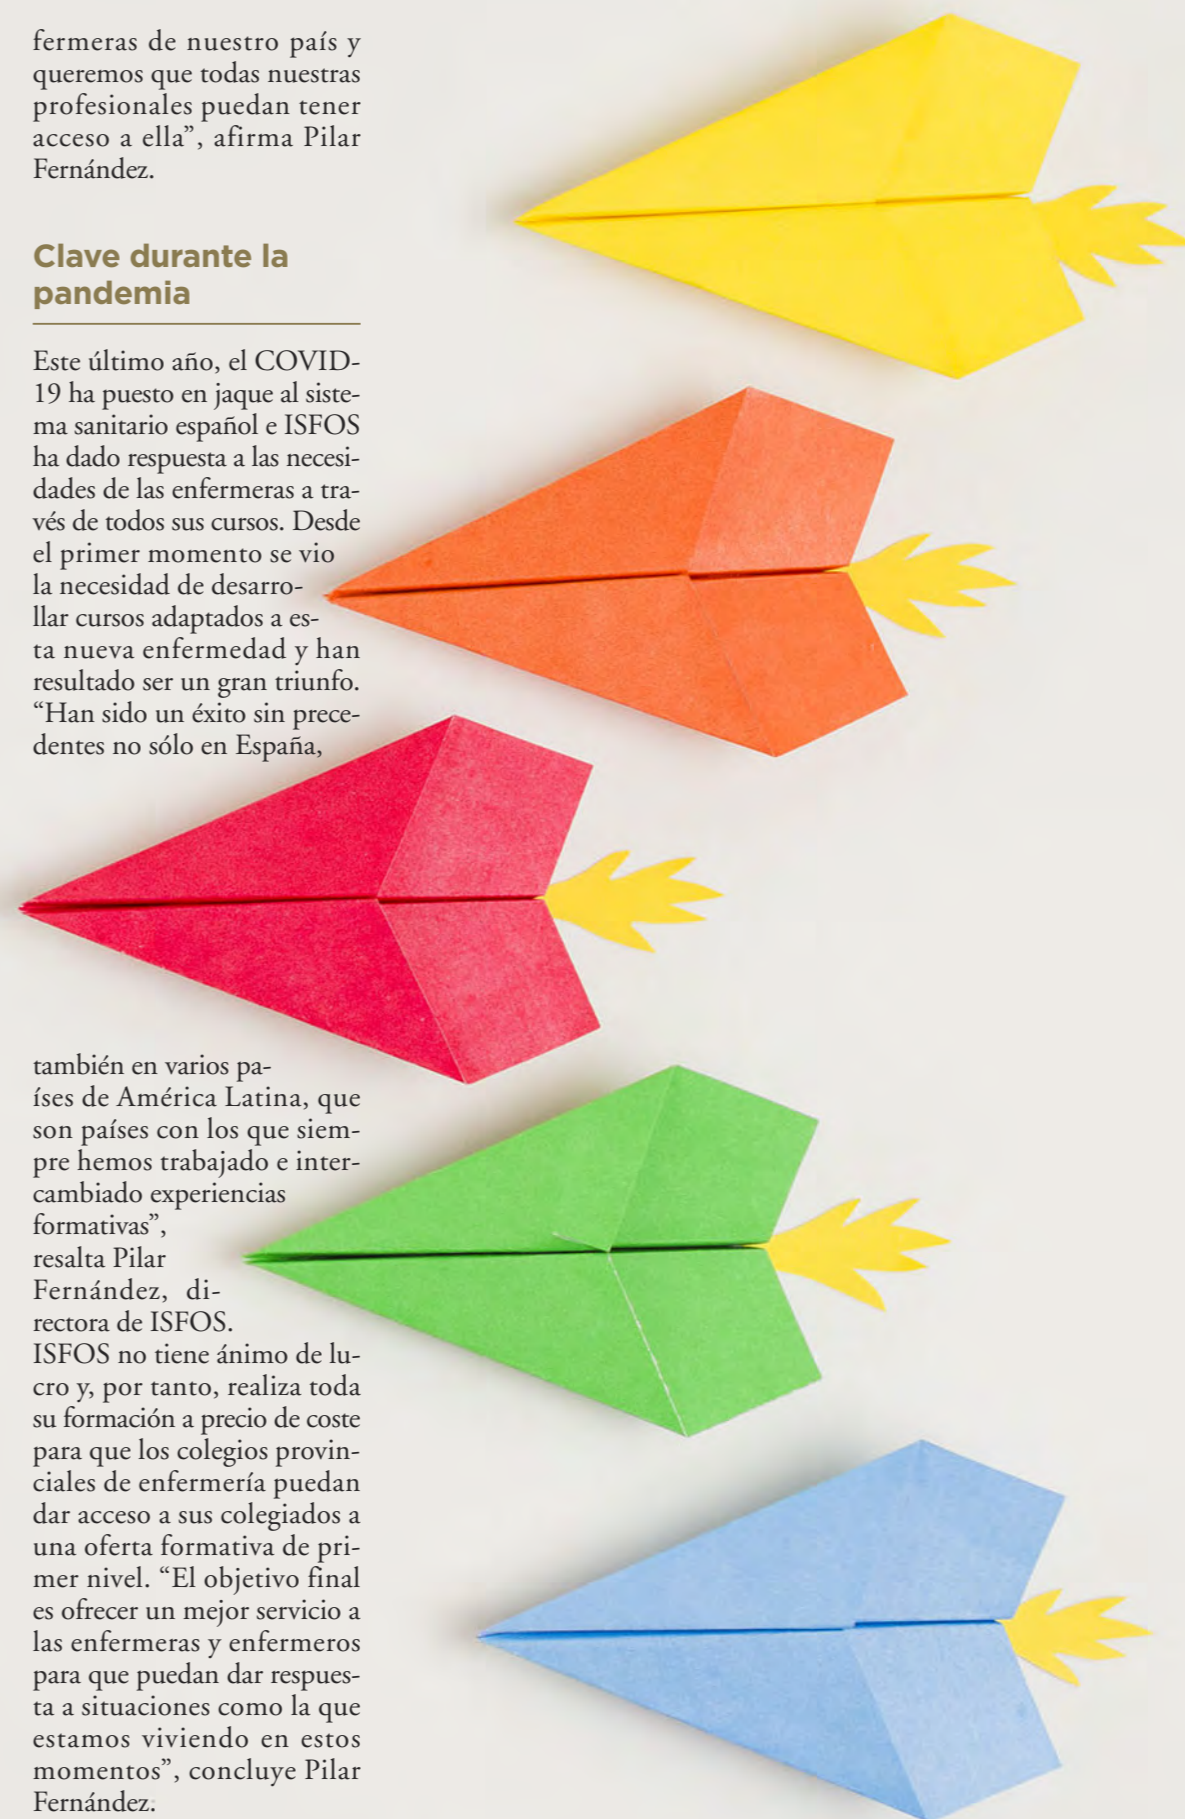 fermeras de nuestro país y
queremos que todas nuestras
profesionales puedan tener
acceso a ella”, afirma Pilar
Fernández.
Clave durante la
pandemia
Este último año, el COVID-
19 ha puesto en jaque al siste-
ma sanitario español e ISFOS
ha dado respuesta a las necesi-
dades de las enfermeras a tra-
vés de todos sus cursos. Desde
el primer momento se vio
la necesidad de desarro-
llar cursos adaptados a es-
ta nueva enfermedad y han
resultado ser un gran triunfo.
“Han sido un éxito sin prece-
dentes no sólo en España,
también en varios pa-
íses de América Latina, que
son países con los que siem-
pre hemos trabajado e inter-
cambiado experiencias
formativas”,
resalta Pilar
Fernández, di-
rectora de ISFOS.
ISFOS no tiene ánimo de lu-
cro y, por tanto, realiza toda
su formación a precio de coste
para que los colegios provin-
ciales de enfermería puedan
dar acceso a sus colegiados a
una oferta formativa de pri-
mer nivel. “El objetivo final
es ofrecer un mejor servicio a
las enfermeras y enfermeros
para que puedan dar respues-
ta a situaciones como la que
estamos viviendo en estos
momentos”, concluye Pilar
Fernández.